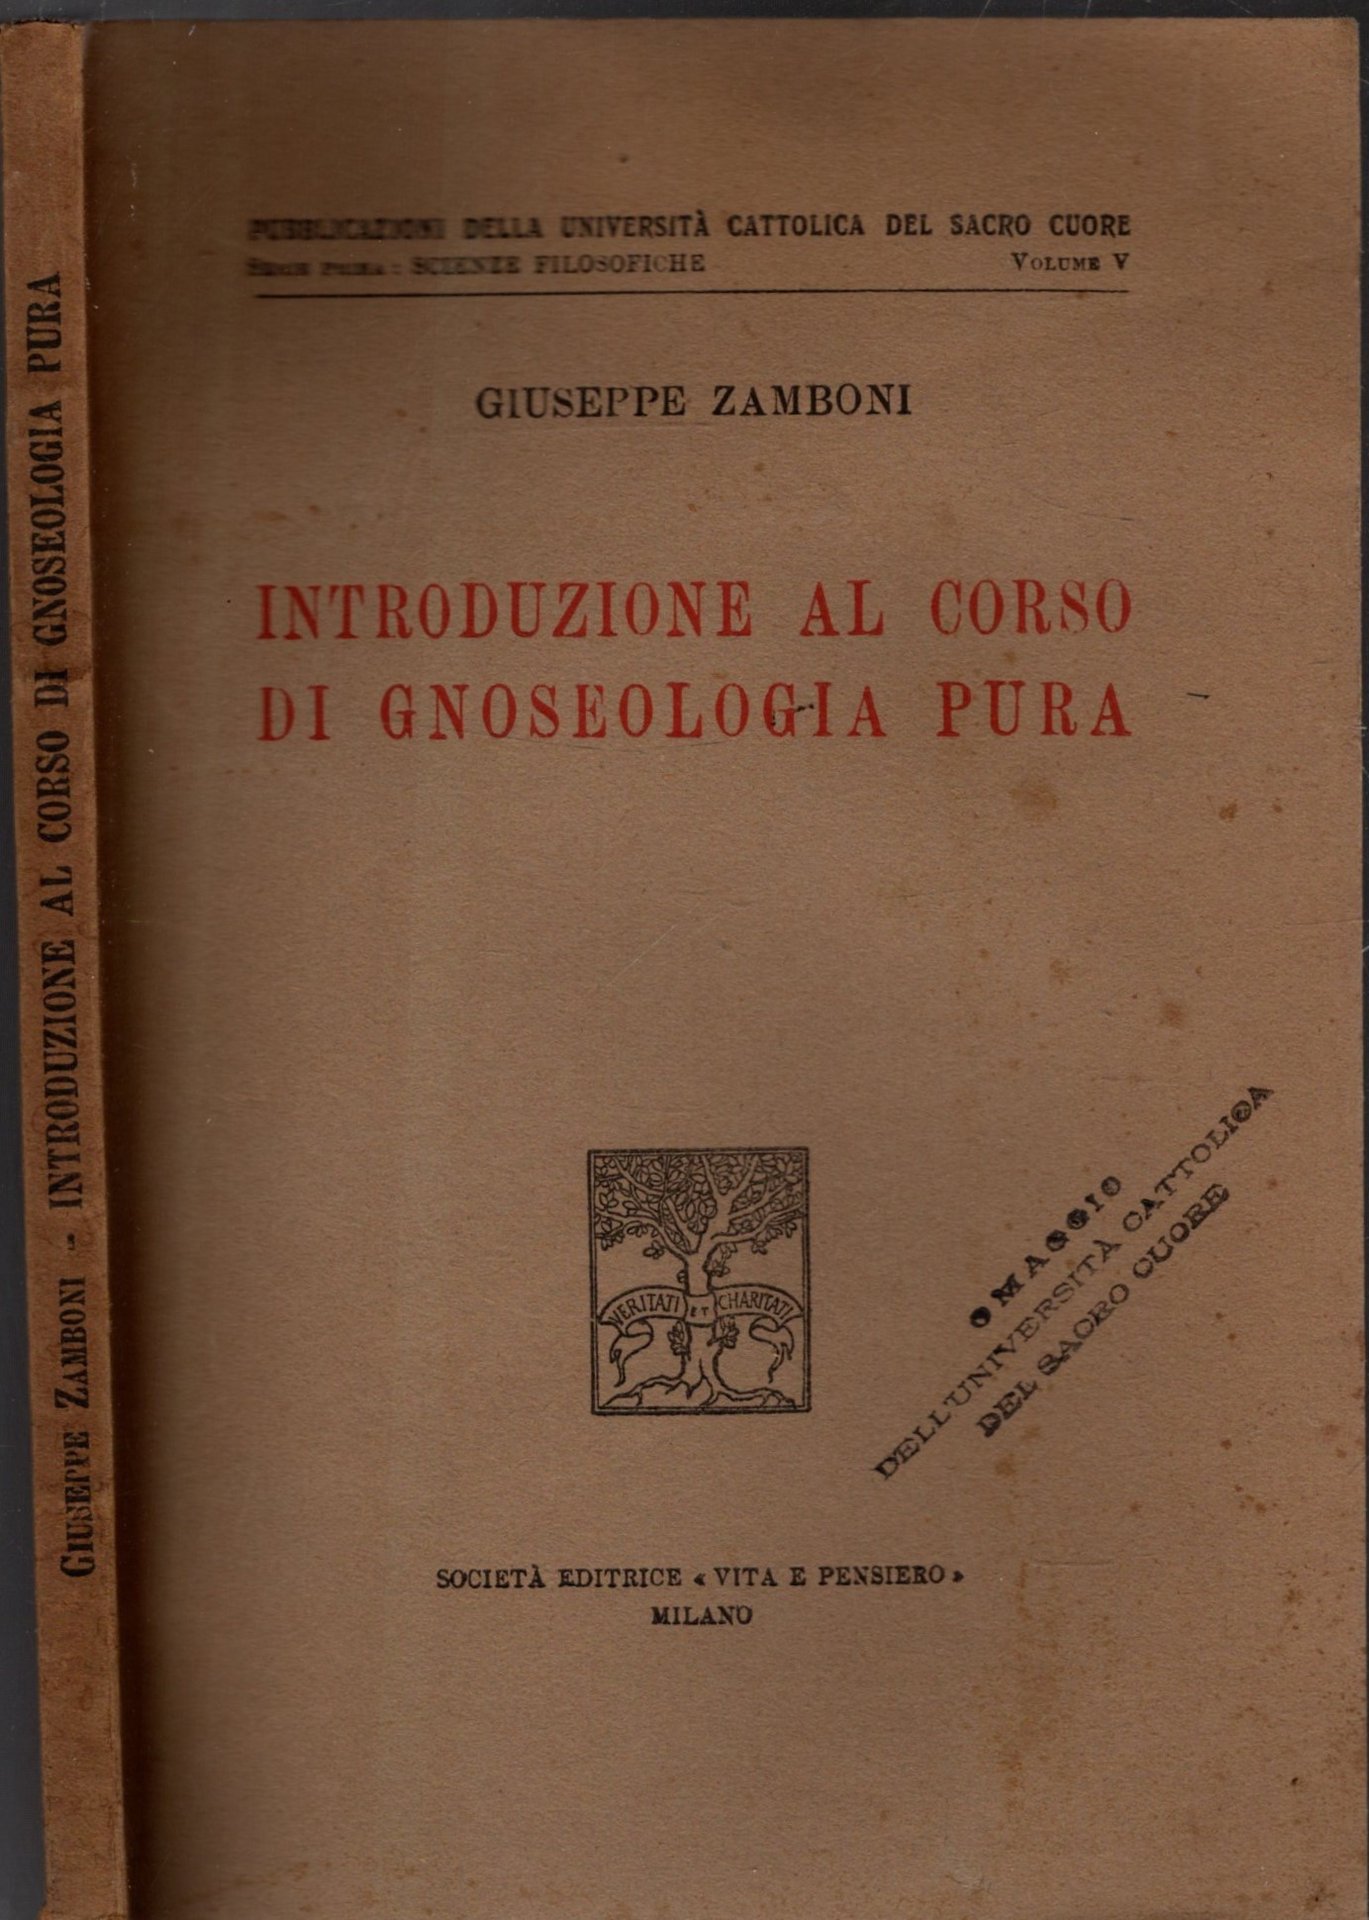 GIUSEPPE ZAMBONI - INTRODUZIONE AL CORSO DI GNOSEOLOGIA PURA
PUBBLICAZIONI DELLA UNIVERSITÀ CATTOLICA DEL SACRO CUORE
SERIE PRIMA: SCIENZE FILOSOFICHE VOLUME V
GIUSEPPE ZAMBONI
INTRODUZIONE AL CORSO
DI GNOSEOLOGIA PURA
VERITATI ET CHARITATI
OMAGGIO
DELL'UNIVERSITÀ CATTOLICA
DEL SACRO CUORE
SOCIETÀ EDITRICE « VITA E PENSIERO »
MILANO